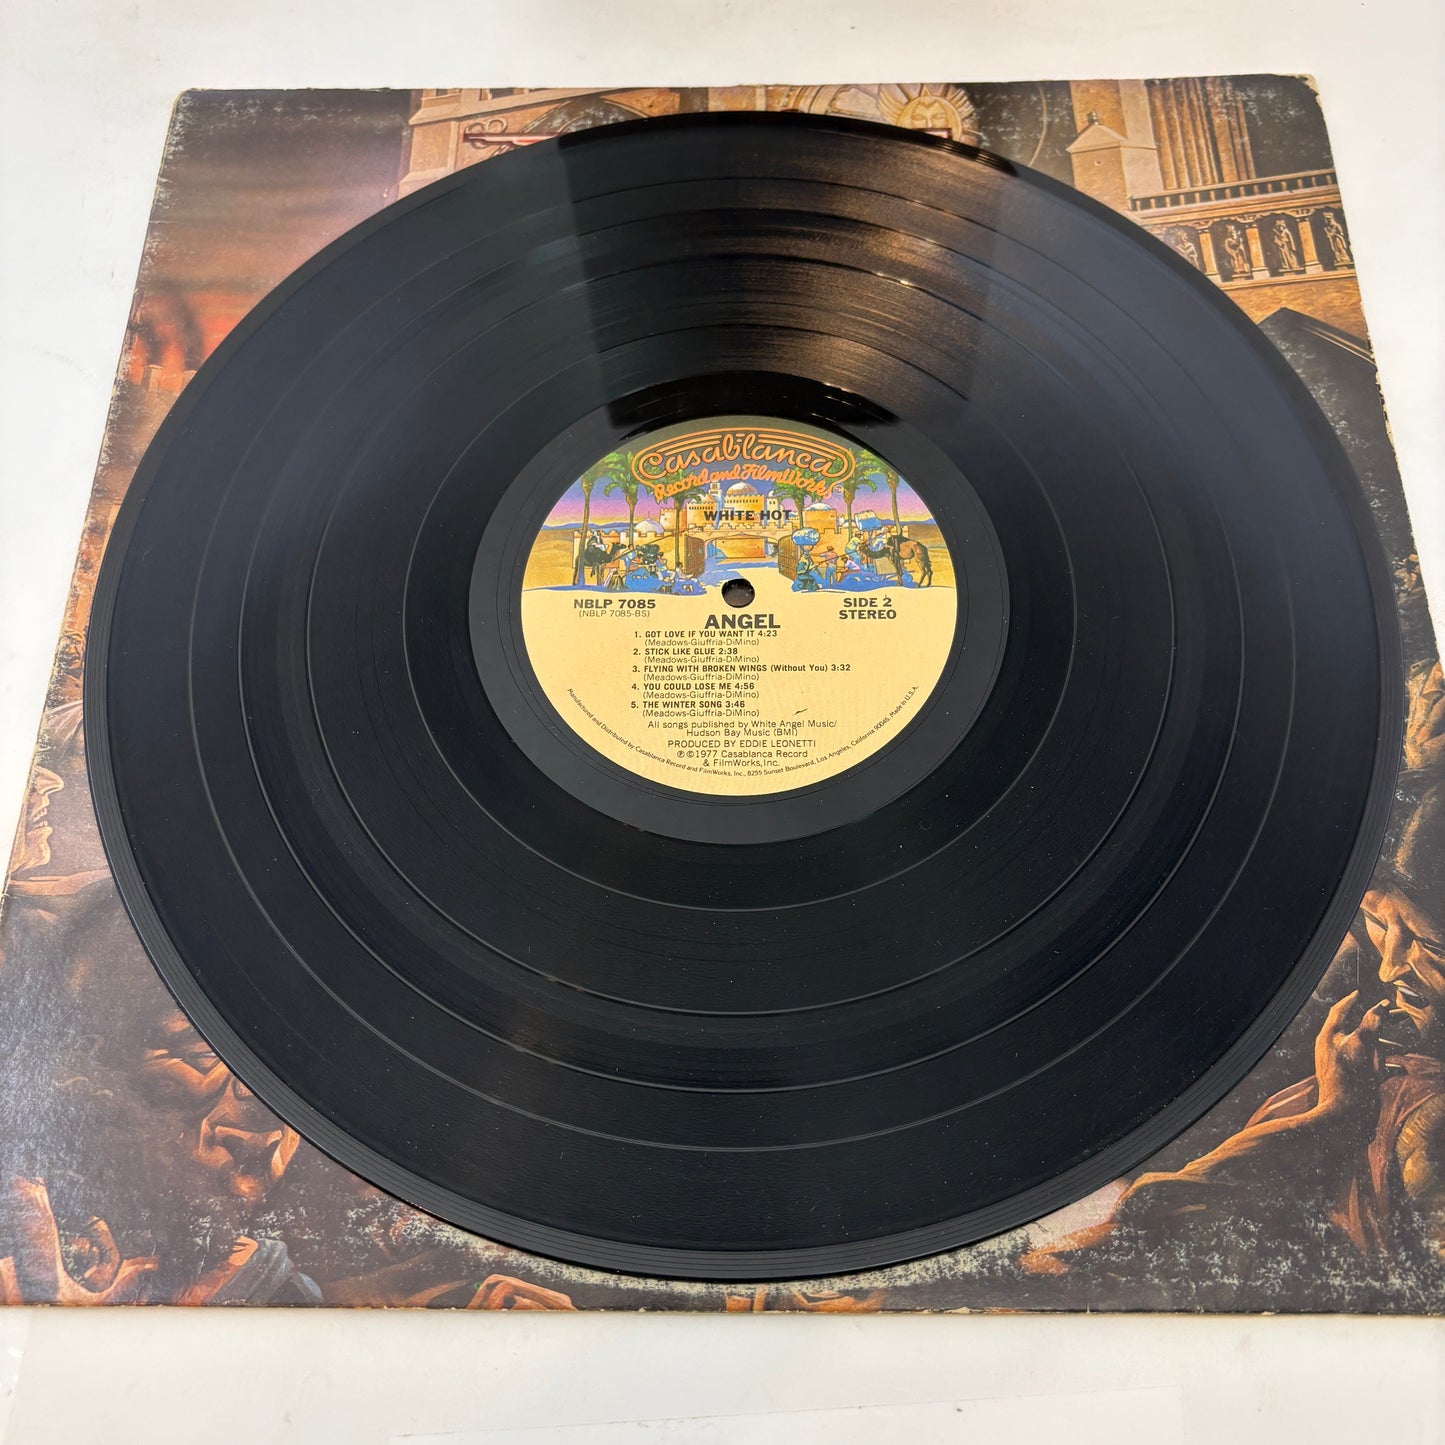 Casablanca
Record and FilmWorks
WHITE HOT
NBLP 7085
(NBLP 7085-BS)
SIDE 2
STEREO
ANGEL
1. GOT LOVE IF YOU WANT IT 4:23
(Meadows-Giuffria-DiMino)
2. STICK LIKE GLUE 2:38
(Meadows-Giuffria-DiMino)
3. FLYING WITH BROKEN WINGS (Without You) 3:32
(Meadows-Giuffria-DiMino)
4. YOU COULD LOSE ME 4:56
(Meadows-Giuffria-DiMino)
5. THE WINTER SONG 3:46
(Meadows-Giuffria-DiMino)
All songs published by White Angel Music/
Hudson Bay Music (BMI)
PRODUCED BY EDDIE LEONETTI
℗©1977 Casablanca Record
& FilmWorks, Inc.
Manufactured and Distributed by Casablanca Record and FilmWorks, Inc., 8255 Sunset Boulevard, Los Angeles, California 90046. Made in U.S.A.